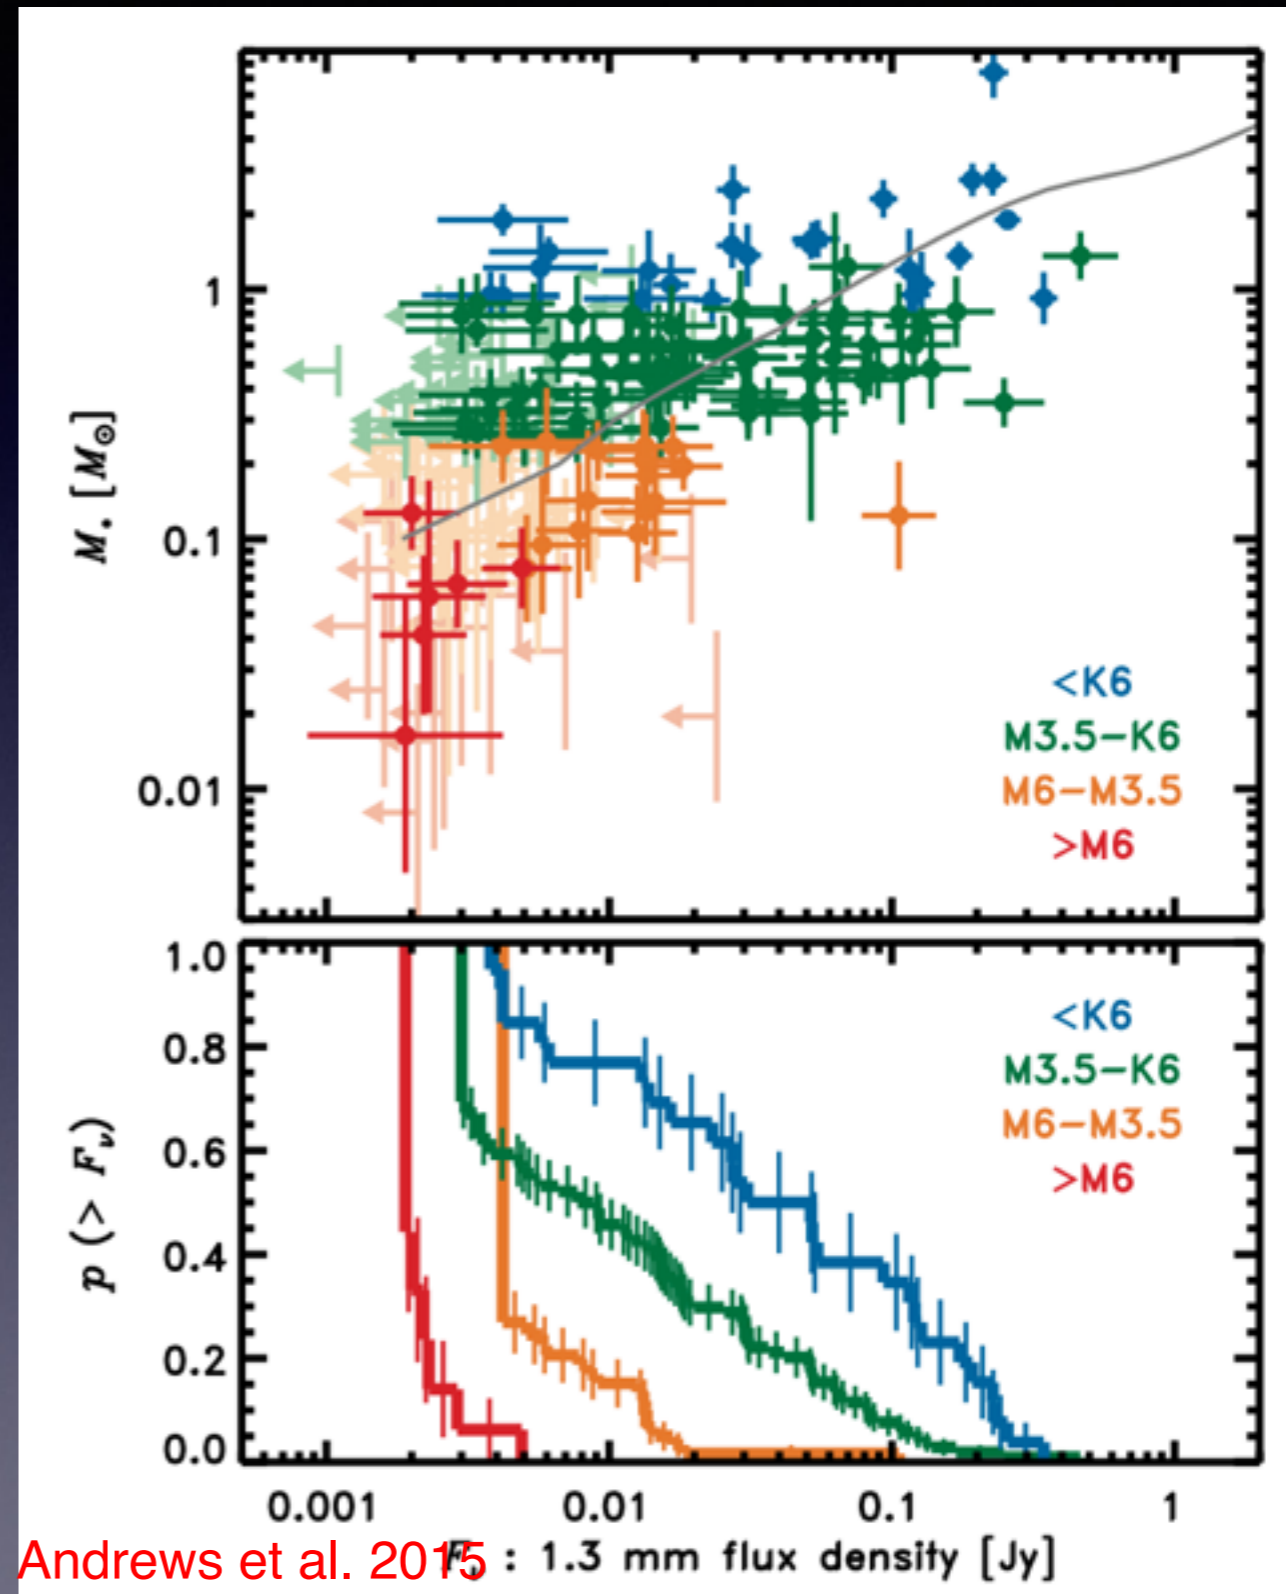 M* [M☉]
1
0.1
0.01
<K6
M3.5–K6
M6–M3.5
>M6
p (> Fν)
1.0
0.8
0.6
0.4
0.2
0.0
<K6
M3.5–K6
M6–M3.5
>M6
0.001 0.01 0.1 1
Fν : 1.3 mm flux density [Jy]
Andrews et al. 2015